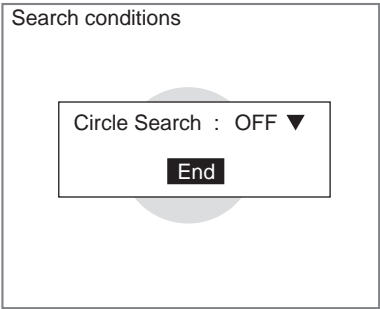 Search conditions
Circle Search : OFF ▼
End